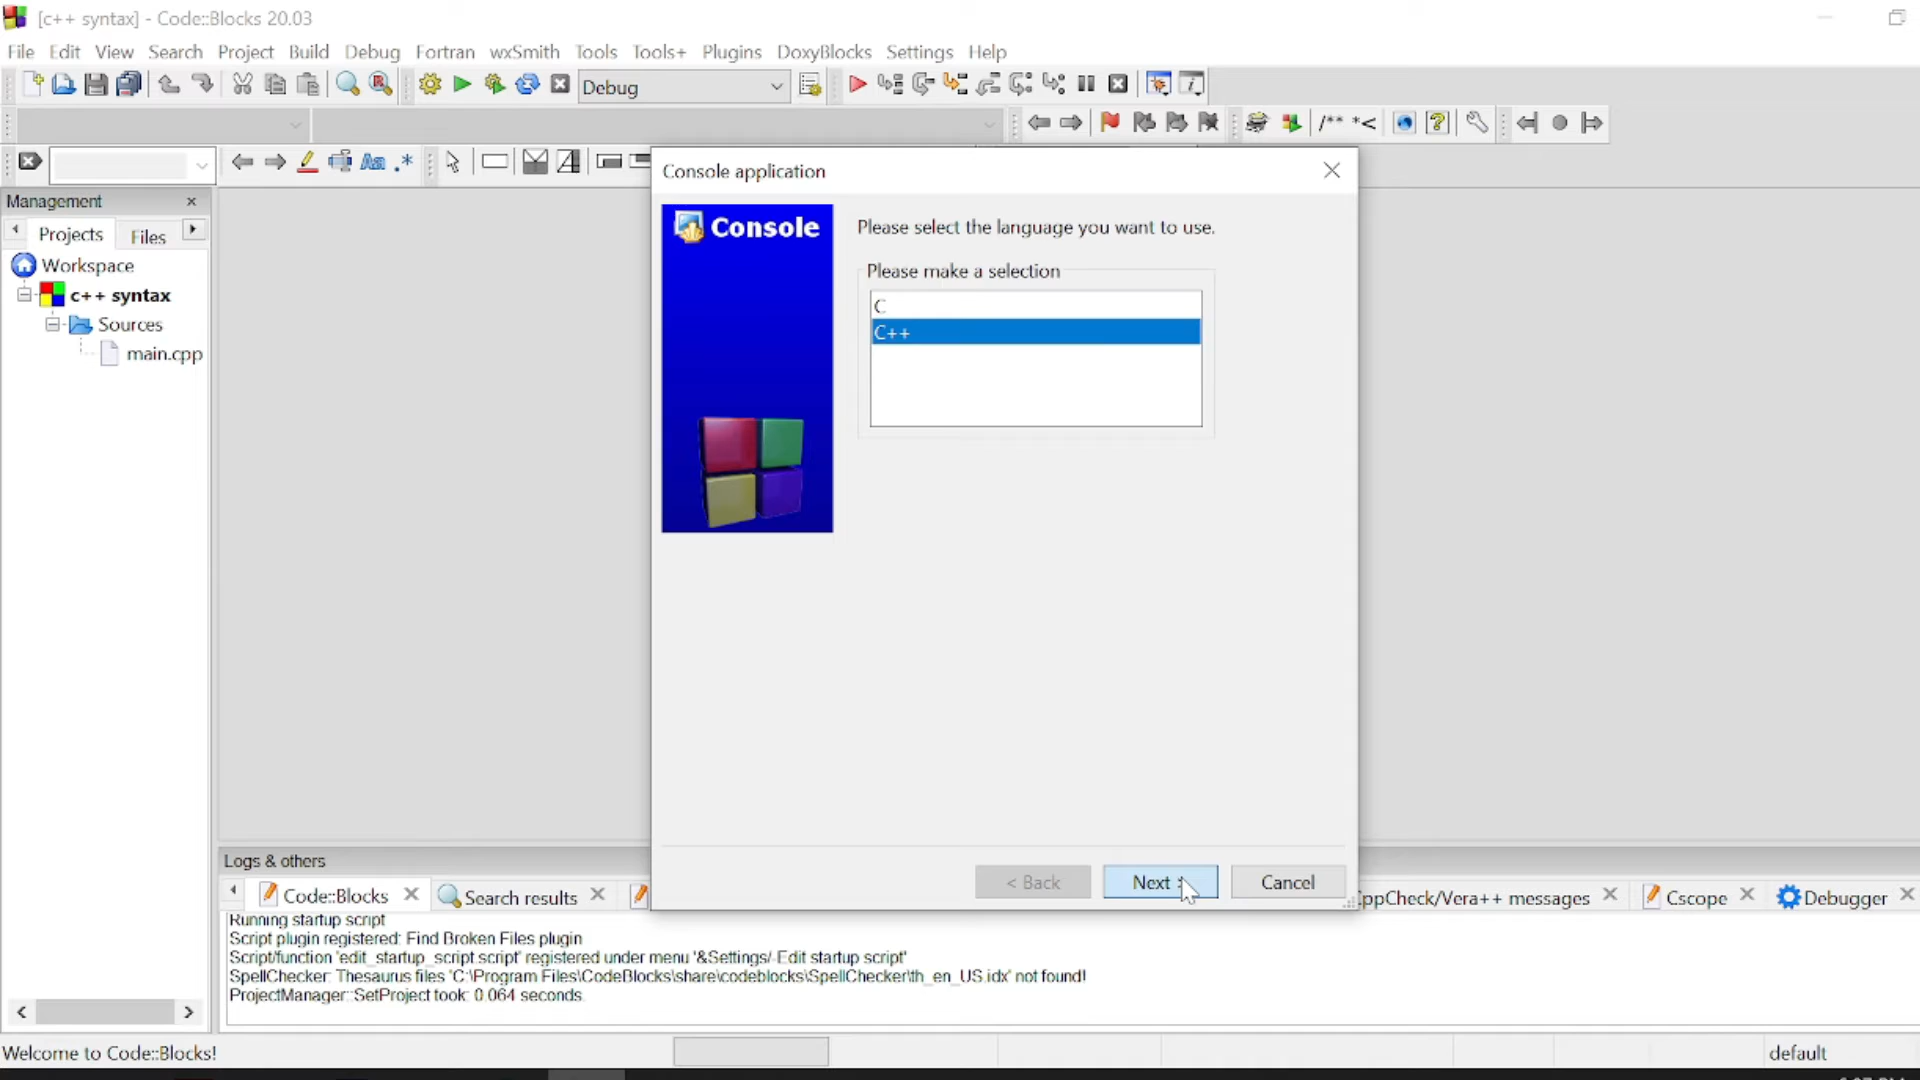 [c++ syntax] - Code::Blocks 20.03
File Edit View Search Project Build Debug Fortran wxSmith Tools Tools+ Plugins DoxyBlocks Settings Help
Debug
/** *<
Aa .*
Console application
Management
Projects Files
Console
Please select the language you want to use.
Please make a selection
C
C++
Workspace
c++ syntax
Sources
main.cpp
< Back Next Cancel
Logs & others
Code::Blocks Search results ppCheck/Vera++ messages Cscope Debugger
Running startup script
Script plugin registered: Find Broken Files plugin
Script/function 'edit_startup_script.script' registered under menu '&Settings/-Edit startup script'
SpellChecker: Thesaurus files 'C:\Program Files\CodeBlocks\share\codeblocks\SpellChecker\th_en_US.idx' not found!
ProjectManager::SetProject took: 0.064 seconds.
Welcome to Code::Blocks!
default